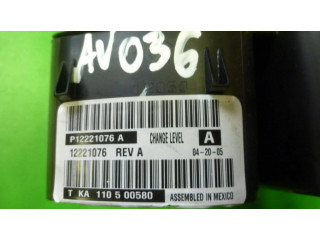 AV036
P12221076 A
CHANGE LEVEL
A
12221076 REV A
04-20-05
T KA 110 5 00580
ASSEMBLED IN MEXICO